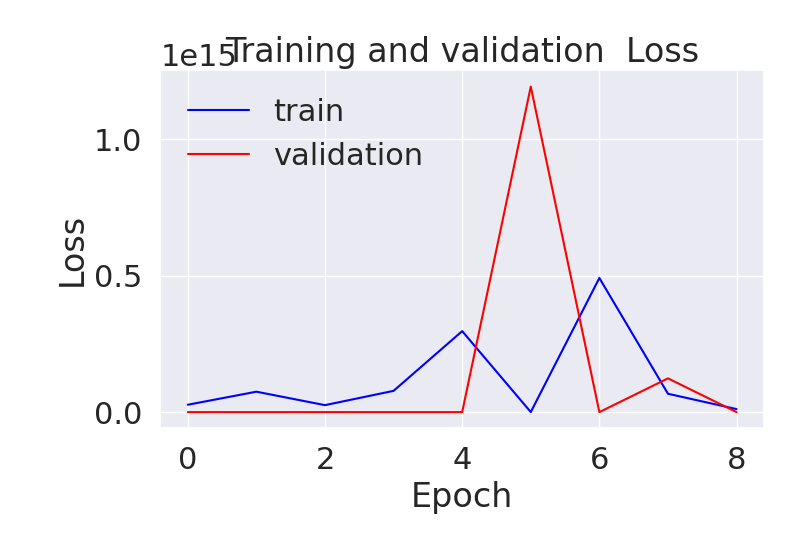 1e15
Training and validation  Loss
train
validation
Loss
1.0
0.5
0.0
0 2 4 6 8
Epoch